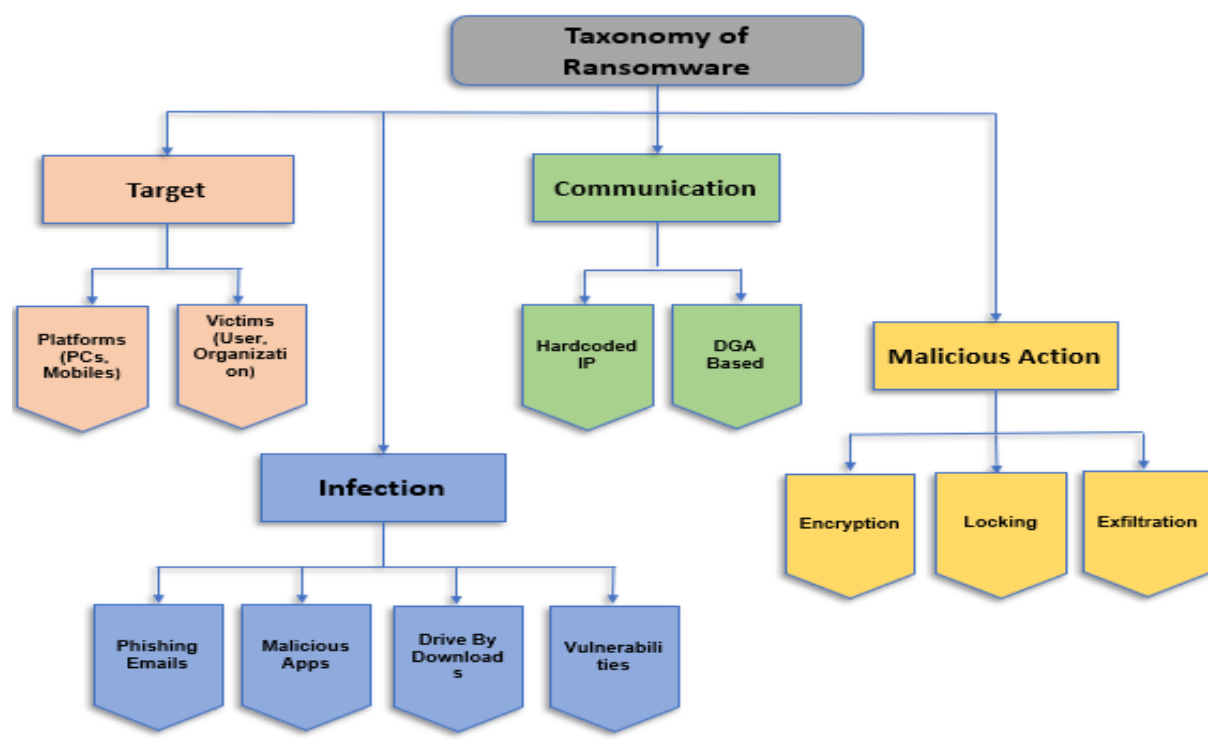 Taxonomy of
Ransomware
Target
Communication
Platforms
(PCs,
Mobiles)
Victims
(User,
Organizati
on)
Hardcoded
IP
DGA
Based
Malicious Action
Infection
Encryption
Locking
Exfiltration
Phishing
Emails
Malicious
Apps
Drive By
Download
s
Vulnerabili
ties